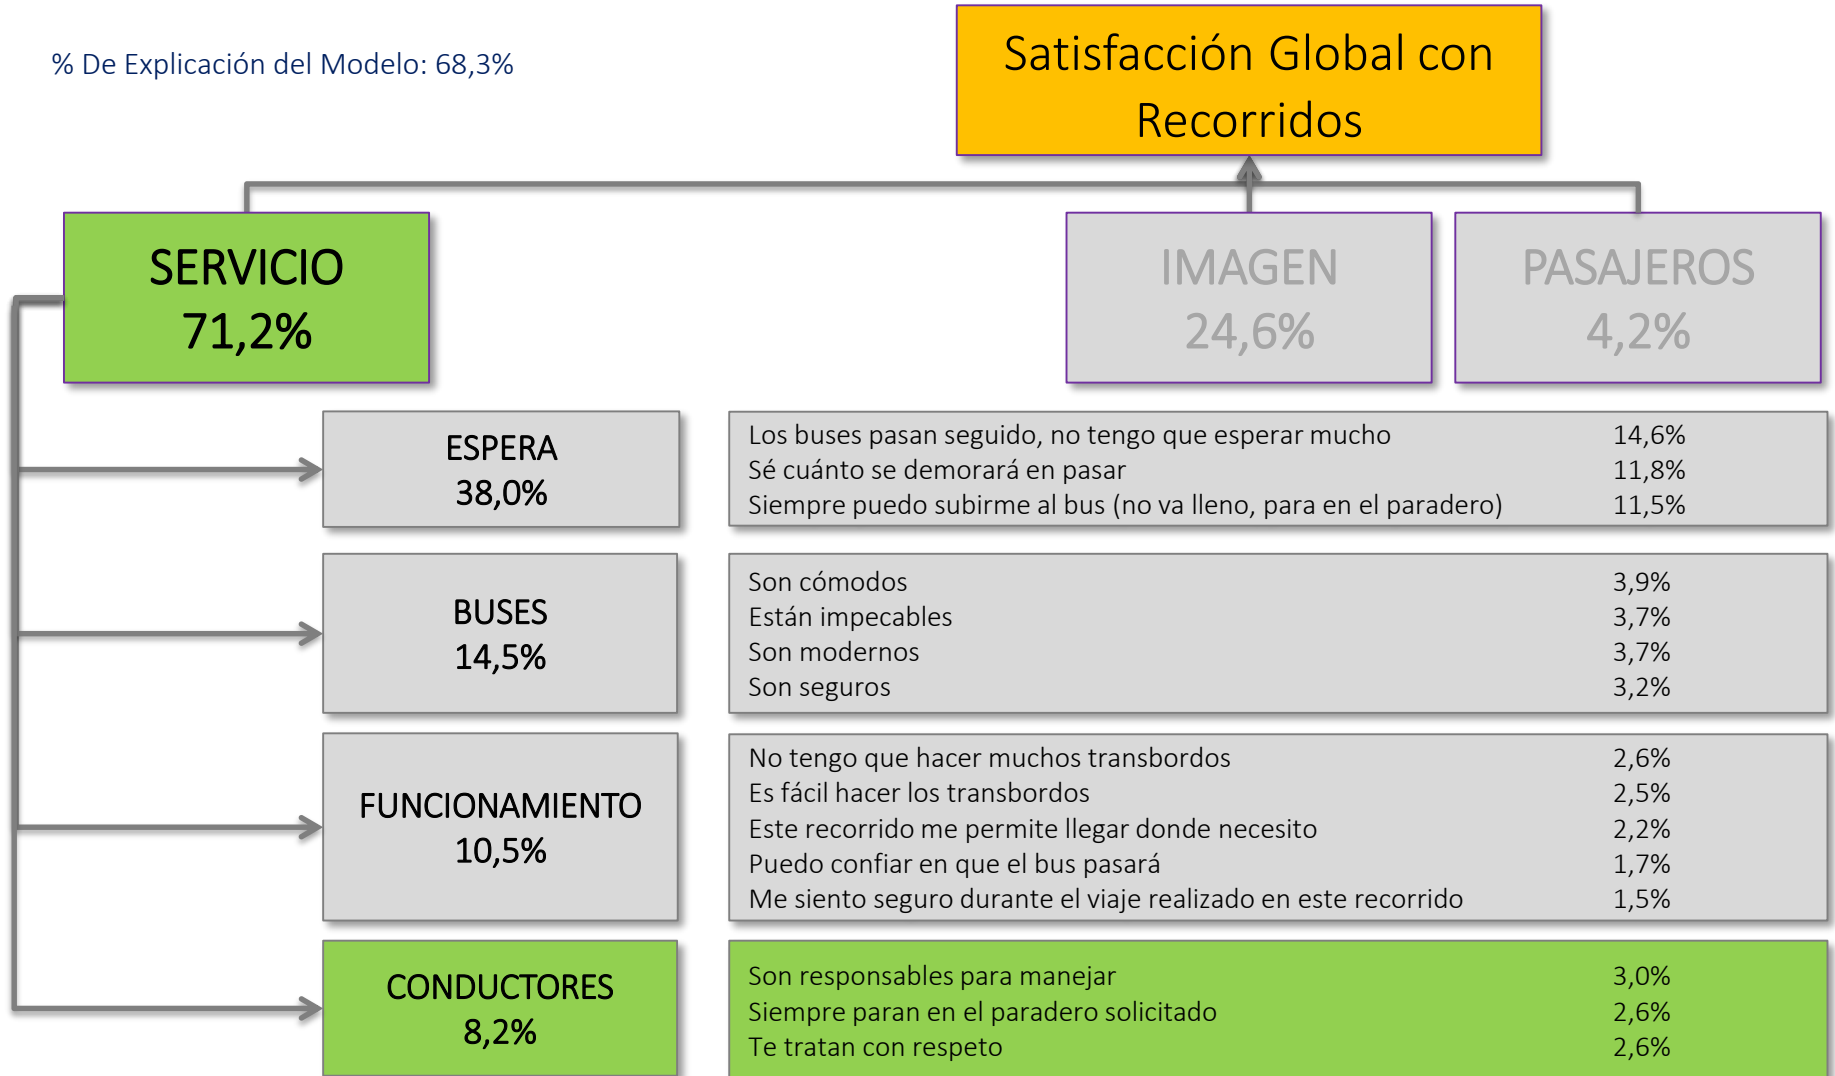 % De Explicación del Modelo: 68,3%
Satisfacción Global con
Recorridos
SERVICIO
71,2%
IMAGEN
24,6%
PASAJEROS
4,2%
ESPERA
38,0%
Los buses pasan seguido, no tengo que esperar mucho 14,6%
Sé cuánto se demorará en pasar 11,8%
Siempre puedo subirme al bus (no va lleno, para en el paradero) 11,5%
BUSES
14,5%
Son cómodos 3,9%
Están impecables 3,7%
Son modernos 3,7%
Son seguros 3,2%
FUNCIONAMIENTO
10,5%
No tengo que hacer muchos transbordos 2,6%
Es fácil hacer los transbordos 2,5%
Este recorrido me permite llegar donde necesito 2,2%
Puedo confiar en que el bus pasará 1,7%
Me siento seguro durante el viaje realizado en este recorrido 1,5%
CONDUCTORES
8,2%
Son responsables para manejar 3,0%
Siempre paran en el paradero solicitado 2,6%
Te tratan con respeto 2,6%